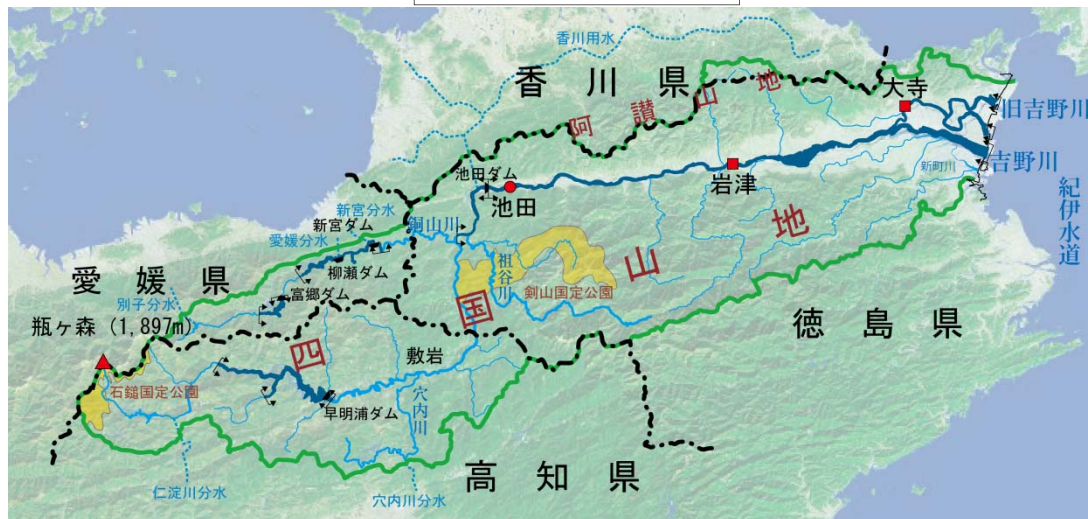 香川用水
香川県
阿讃山地
大寺
旧吉野川
吉野川
新町川
紀伊水道
岩津
池田ダム
池田
新宮分水
新宮ダム
銅山川
愛媛分水
柳瀬ダム
愛媛県
富郷ダム
別子分水
瓶ヶ森(1,897m)
祖谷川
剣山国定公園
四国山地
徳島県
敷岩
石鎚国定公園
早明浦ダム
穴内川
高知県
仁淀川分水
穴内川分水